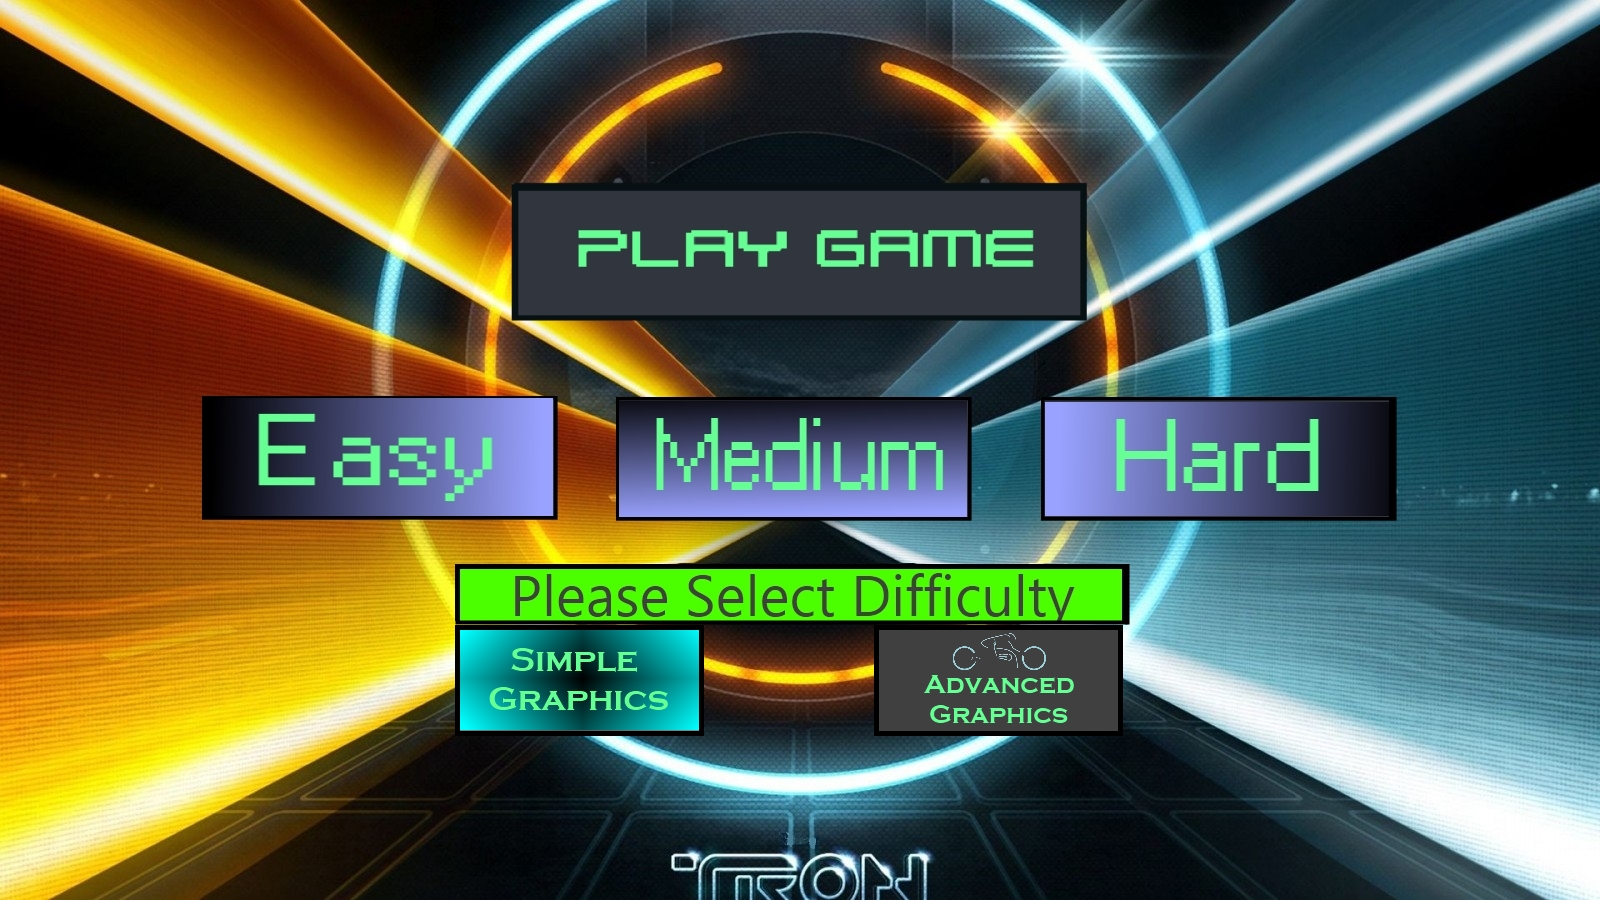 PLAY GAME
Easy
Medium
Hard
Please Select Difficulty
SIMPLE
GRAPHICS
ADVANCED
GRAPHICS
TRON